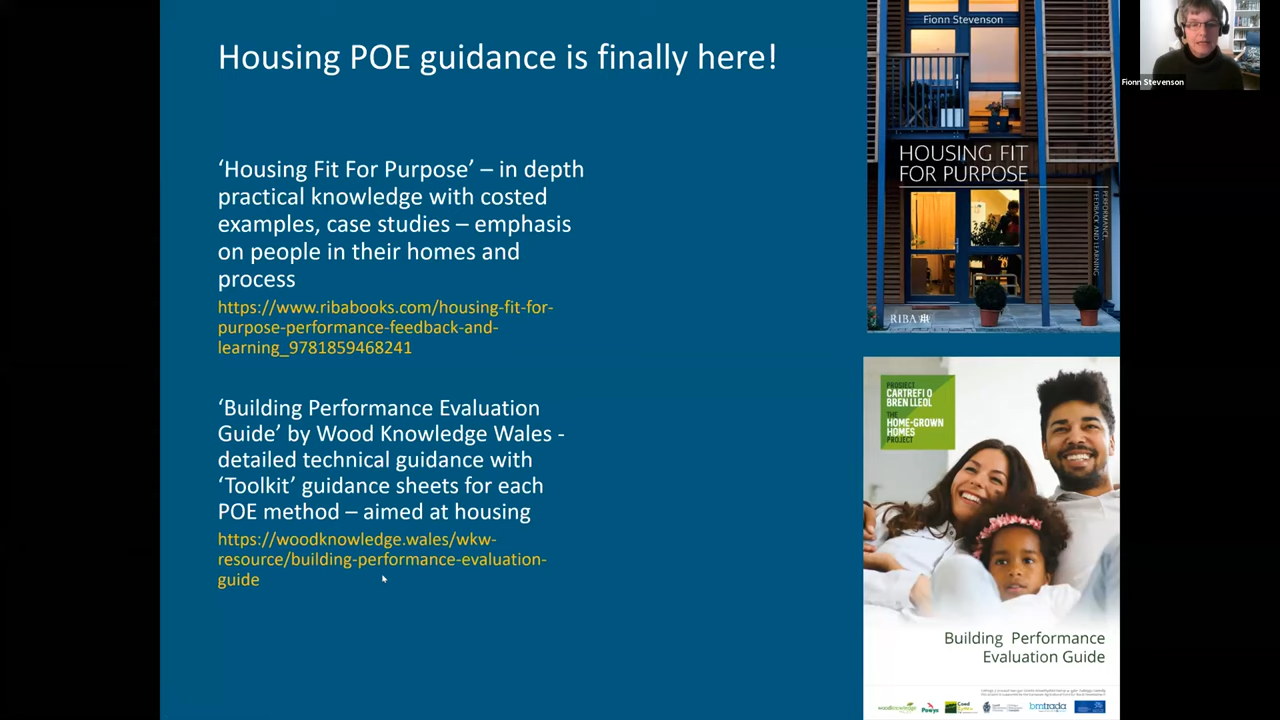 Housing POE guidance is finally here!
‘Housing Fit For Purpose’ – in depth
practical knowledge with costed
examples, case studies – emphasis
on people in their homes and
process
https://www.ribabooks.com/housing-fit-for-
purpose-performance-feedback-and-
learning_9781859468241
‘Building Performance Evaluation
Guide’ by Wood Knowledge Wales -
detailed technical guidance with
‘Toolkit’ guidance sheets for each
POE method – aimed at housing
https://woodknowledge.wales/wkw-
resource/building-performance-evaluation-
guide
Fionn Stevenson
HOUSING FIT
FOR PURPOSE
PERFORMANCE,
FEEDBACK AND LEARNING
RIBA
PROSIECT
CARTREFI O
BREN LLEOL
THE
HOME-GROWN
HOMES
PROJECT
Building Performance
Evaluation Guide
woodknowledge
Powys
Coed
bmtrada
Fionn Stevenson